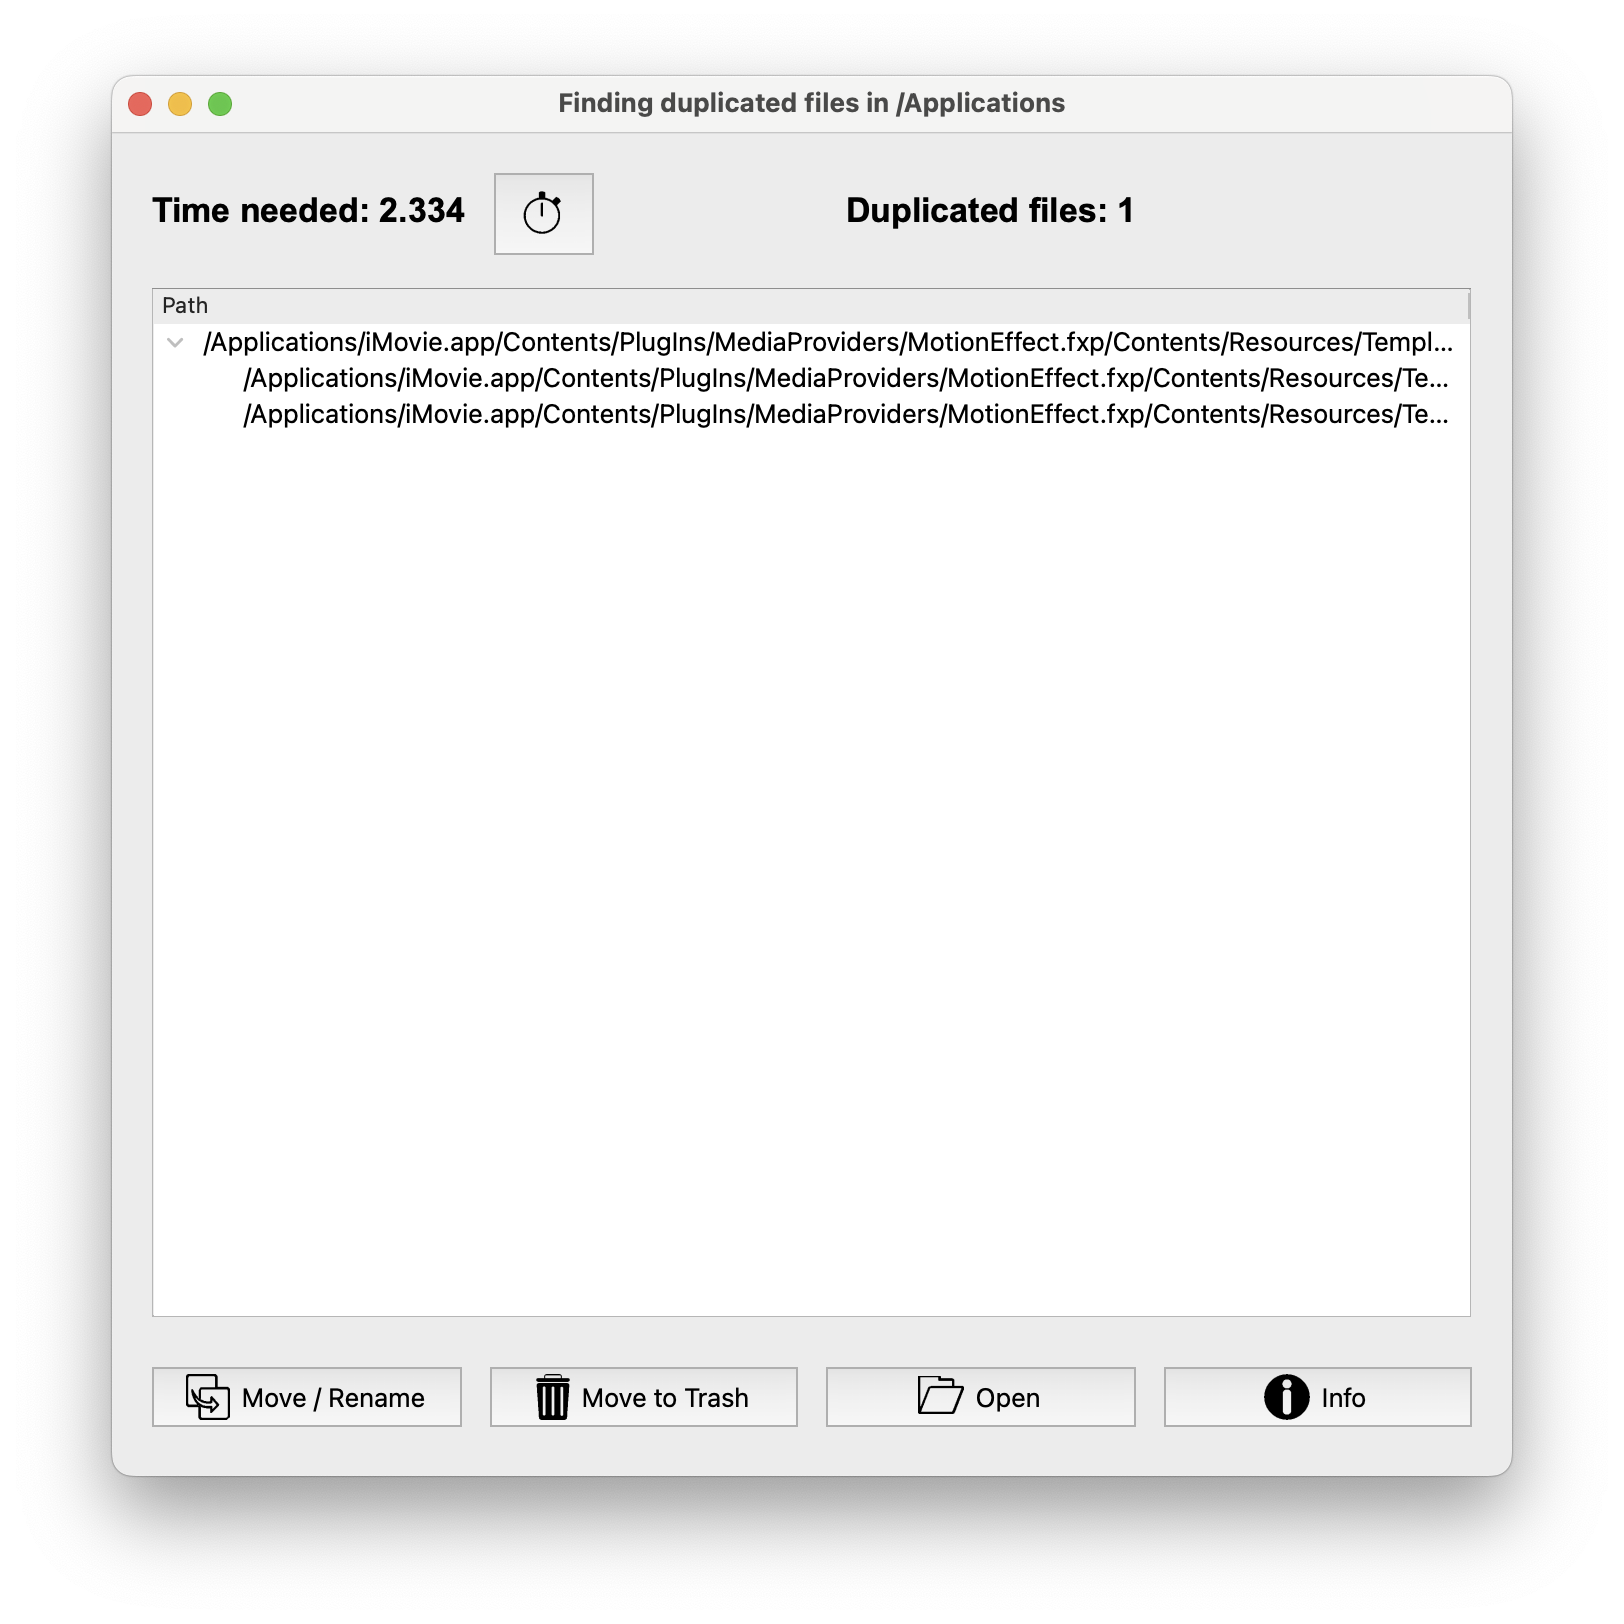 Finding duplicated files in /Applications
Time needed: 2.334
Duplicated files: 1
Path
/Applications/iMovie.app/Contents/PlugIns/MediaProviders/MotionEffect.fxp/Contents/Resources/Templ...
/Applications/iMovie.app/Contents/PlugIns/MediaProviders/MotionEffect.fxp/Contents/Resources/Te...
/Applications/iMovie.app/Contents/PlugIns/MediaProviders/MotionEffect.fxp/Contents/Resources/Te...
Move / Rename
Move to Trash
Open
Info